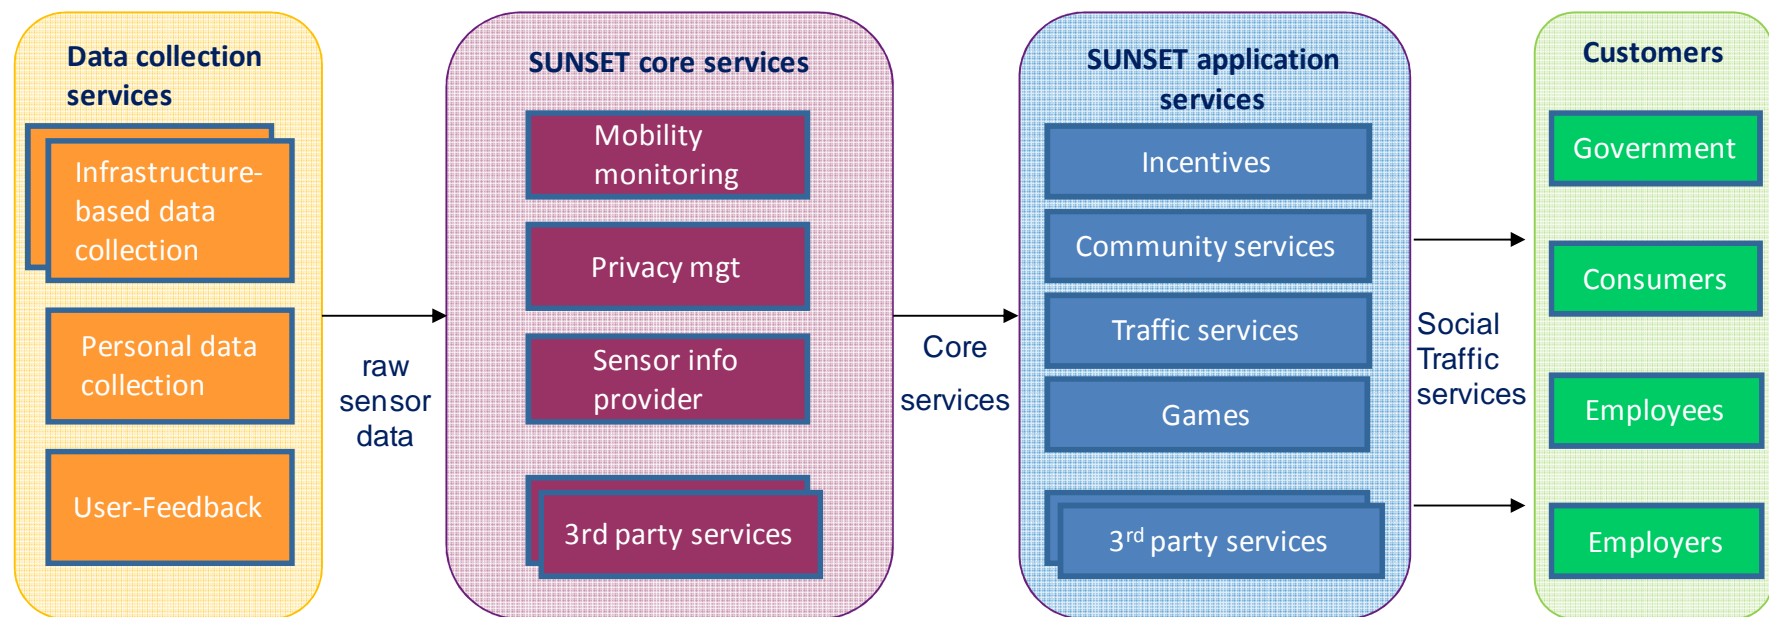 Data collection
services
Infrastructure-
based data
collection
Personal data
collection
User-Feedback
raw
sensor
data
SUNSET core services
Mobility
monitoring
Privacy mgt
Sensor info
provider
3rd party services
Core
services
SUNSET application
services
Incentives
Community services
Traffic services
Games
3rd party services
Social
Traffic
services
Customers
Government
Consumers
Employees
Employers